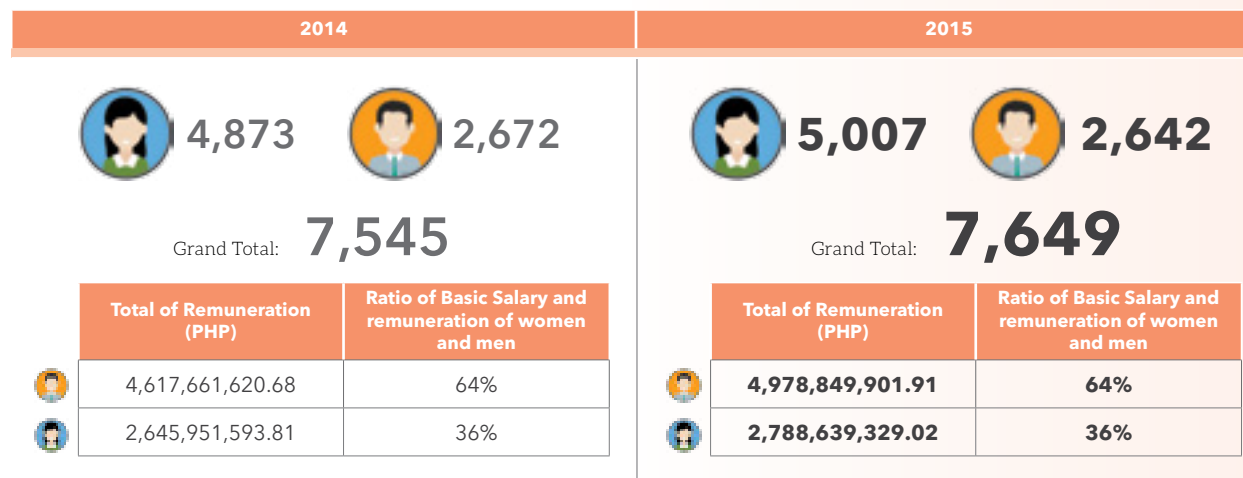 2014
4,873 2,672
Grand Total: 7,545
Total of Remuneration
(PHP)
Ratio of Basic Salary and
remuneration of women
and men
4,617,661,620.68 64%
2,645,951,593.81 36%
2015
5,007 2,642
Grand Total: 7,649
Total of Remuneration
(PHP)
Ratio of Basic Salary and
remuneration of women
and men
4,978,849,901.91 64%
2,788,639,329.02 36%